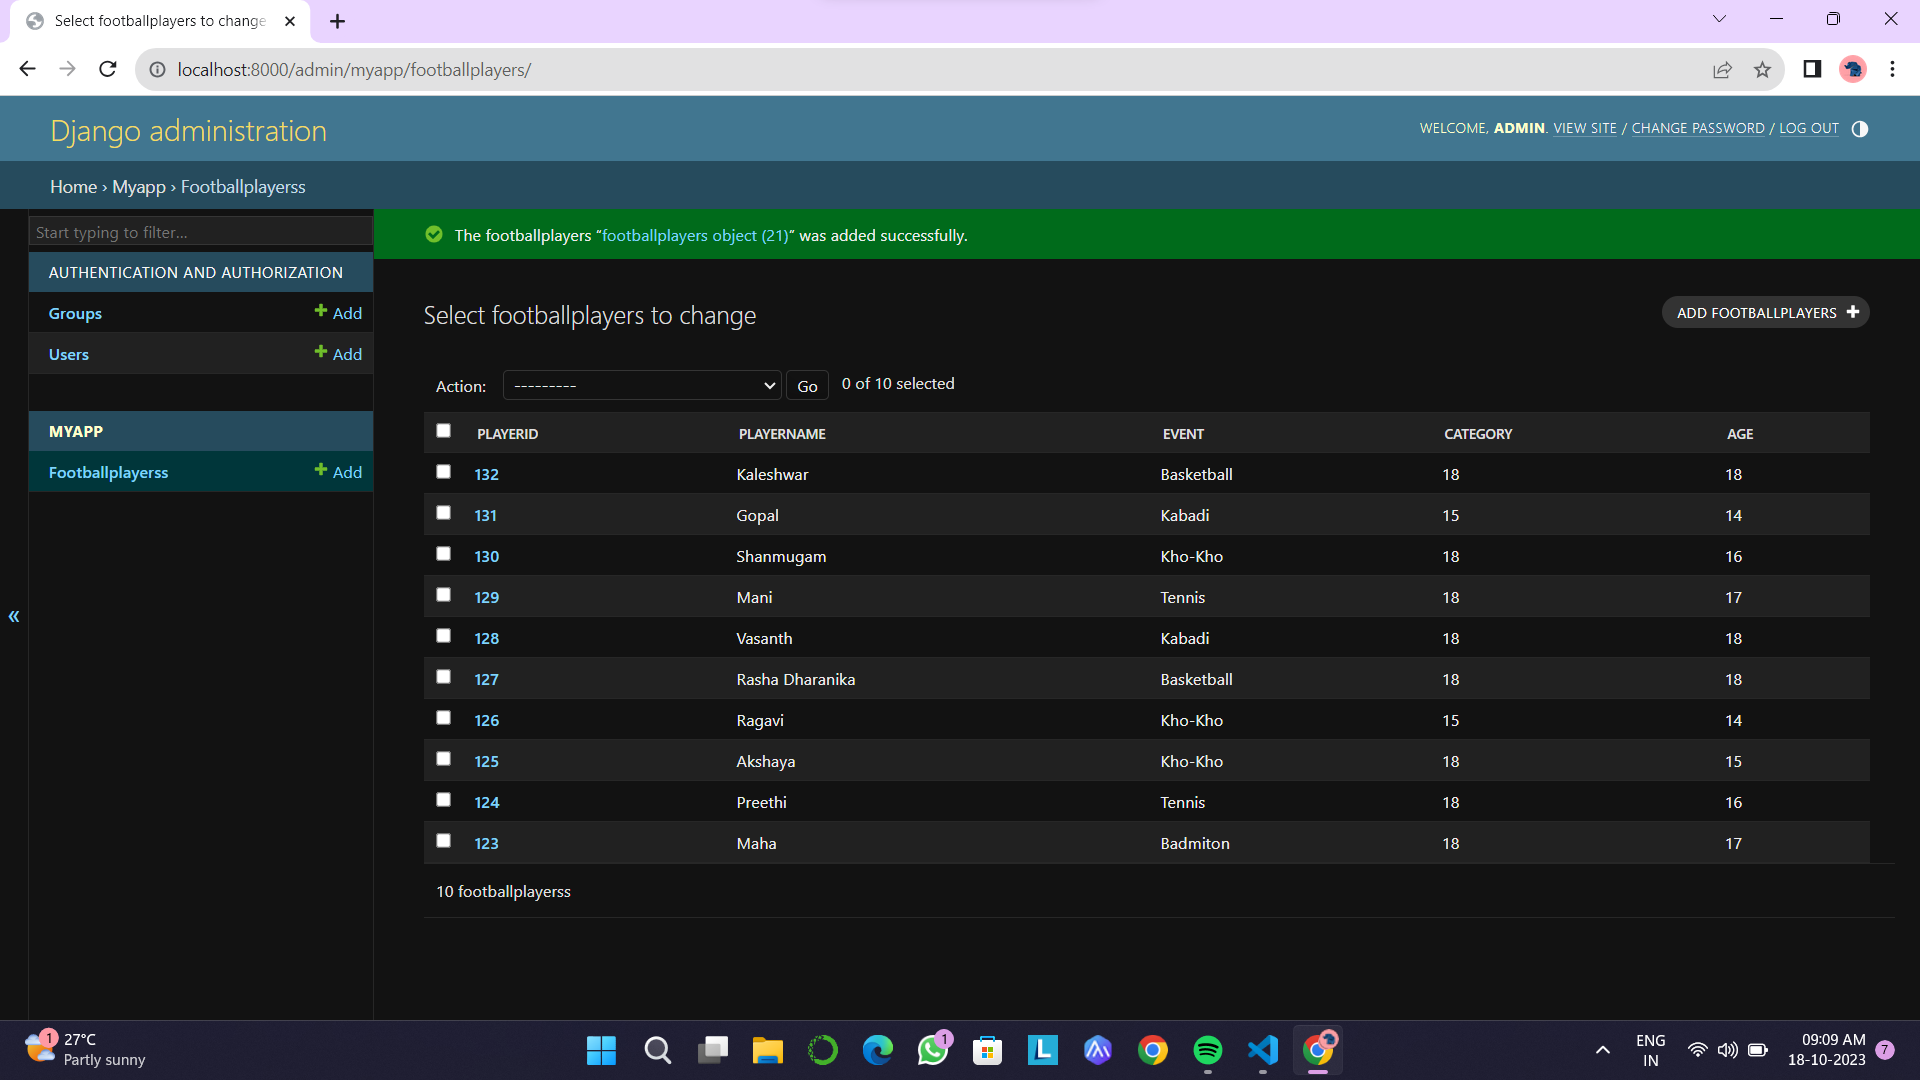 Select footballplayers to change
localhost:8000/admin/myapp/footballplayers/
Django administration
WELCOME, ADMIN. VIEW SITE / CHANGE PASSWORD / LOG OUT
Home › Myapp › Footballplayerss
Start typing to filter...
AUTHENTICATION AND AUTHORIZATION
Groups Add
Users Add
MYAPP
Footballplayerss Add
«
The footballplayers “footballplayers object (21)” was added successfully.
Select footballplayers to change
ADD FOOTBALLPLAYERS
Action: --------- Go 0 of 10 selected
PLAYERID PLAYERNAME EVENT CATEGORY AGE
132 Kaleshwar Basketball 18 18
131 Gopal Kabadi 15 14
130 Shanmugam Kho-Kho 18 16
129 Mani Tennis 18 17
128 Vasanth Kabadi 18 18
127 Rasha Dharanika Basketball 18 18
126 Ragavi Kho-Kho 15 14
125 Akshaya Kho-Kho 18 15
124 Preethi Tennis 18 16
123 Maha Badmiton 18 17
10 footballplayerss
1
27°C
Partly sunny
1
L
ENG
IN
09:09 AM
18-10-2023
7